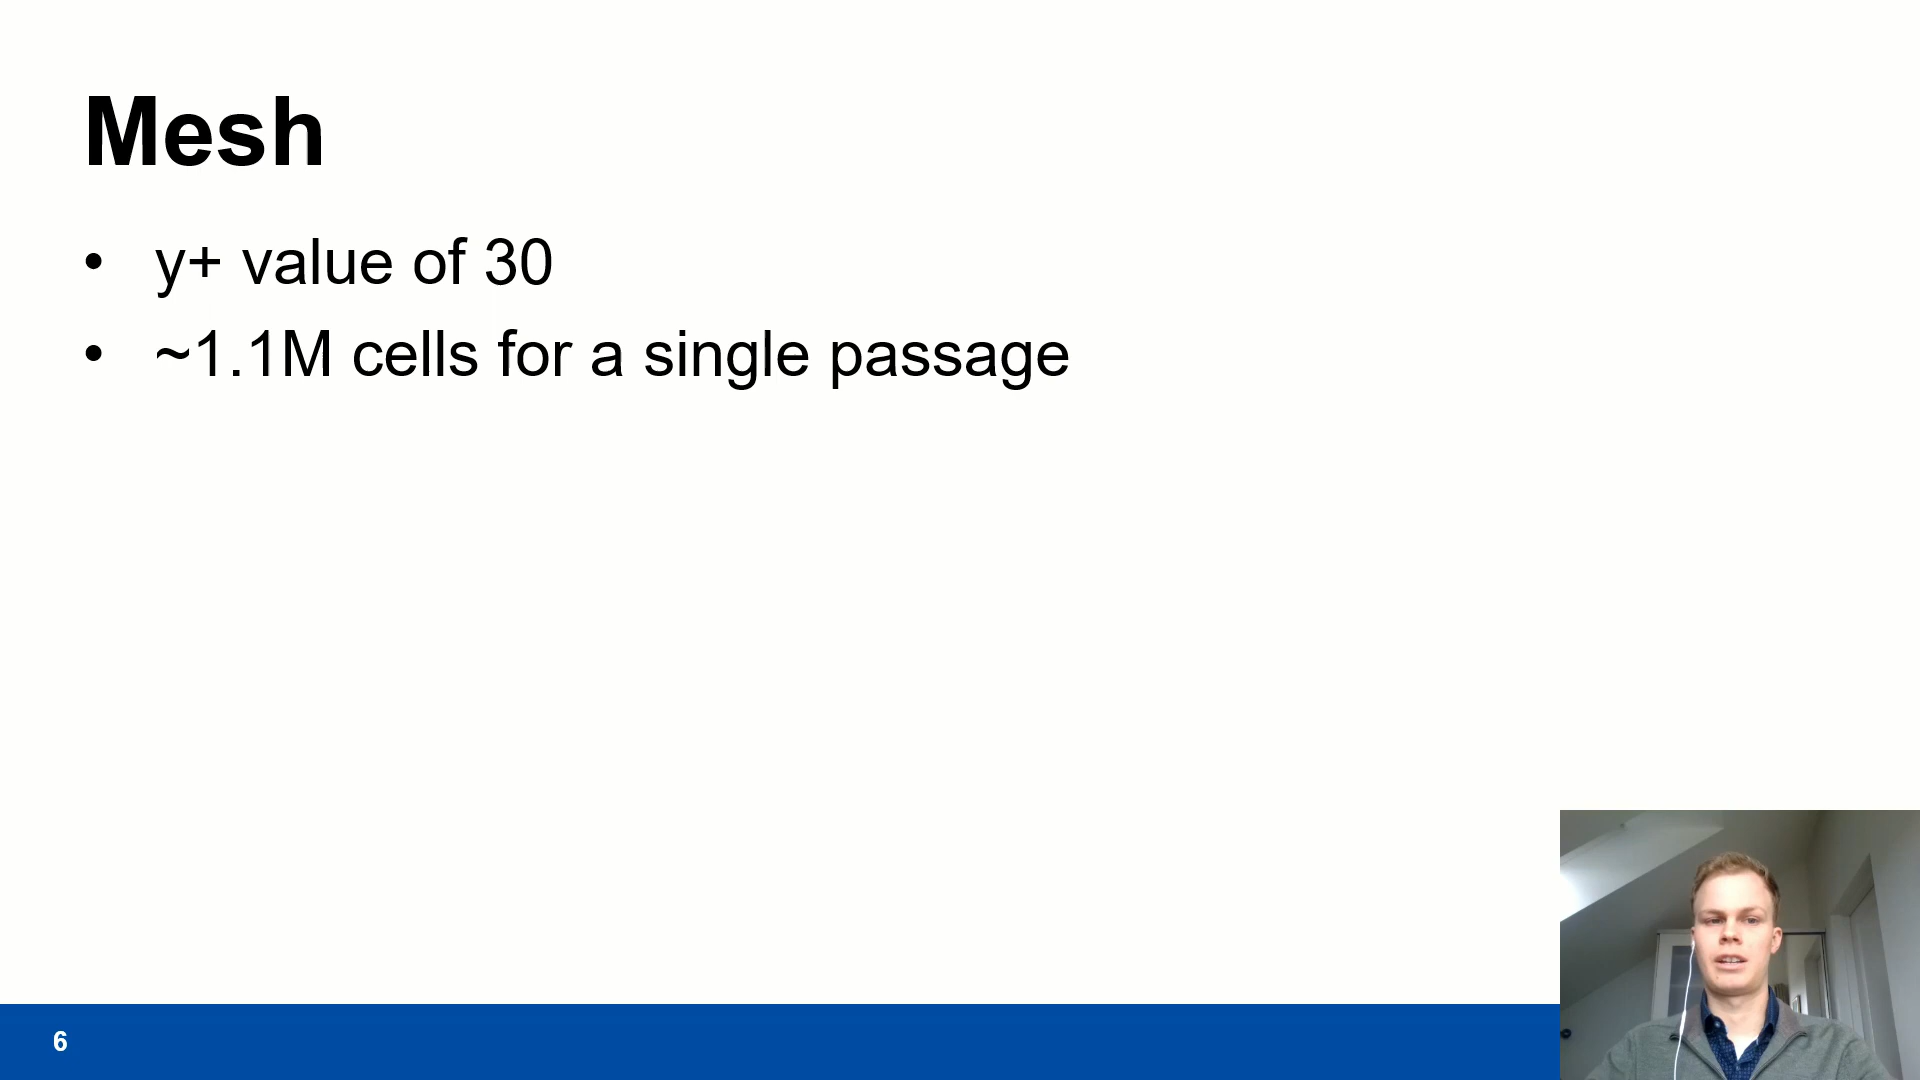 Mesh
• y+ value of 30
• ~1.1M cells for a single passage
6